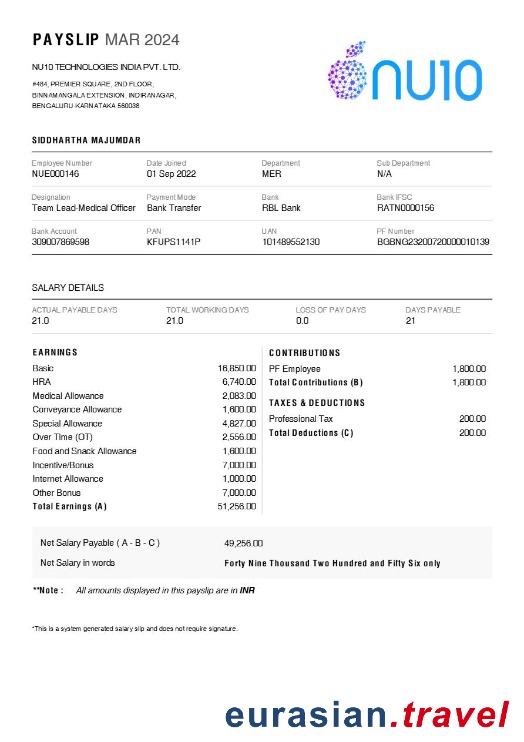 PAYSLIP MAR 2024
NU10 TECHNOLOGIES INDIA PVT. LTD.
#484, PREMIER SQUARE, 2ND FLOOR,
BINNAMANGALA EXTENSION, INDIRANAGAR,
BENGALURU KARNATAKA 560038
NU10
SIDDHARTHA MAJUMDAR
Employee Number Date Joined Department Sub Department
NUE000146 01 Sep 2022 MER N/A
Designation Payment Mode Bank Bank IFSC
Team Lead-Medical Officer Bank Transfer RBL Bank RATN0000156
Bank Account PAN UAN PF Number
309007869598 KFUPS1141P 101489552130 BGBNG23200720000010139
SALARY DETAILS
ACTUAL PAYABLE DAYS TOTAL WORKING DAYS LOSS OF PAY DAYS DAYS PAYABLE
21.0 21.0 0.0 21
EARNINGS
Basic 16,850.00
HRA 6,740.00
Medical Allowance 2,083.00
Conveyance Allowance 1,600.00
Special Allowance 4,827.00
Over Time (OT) 2,556.00
Food and Snack Allowance 1,600.00
Incentive/Bonus 7,000.00
Internet Allowance 1,000.00
Other Bonus 7,000.00
Total Earnings (A) 51,256.00
CONTRIBUTIONS
PF Employee 1,800.00
Total Contributions (B) 1,800.00
TAXES & DEDUCTIONS
Professional Tax 200.00
Total Deductions (C) 200.00
Net Salary Payable ( A - B - C ) 49,256.00
Net Salary in words Forty Nine Thousand Two Hundred and Fifty Six only
**Note : All amounts displayed in this payslip are in INR
*This is a system generated salary slip and does not require signature.
eurasian.travel